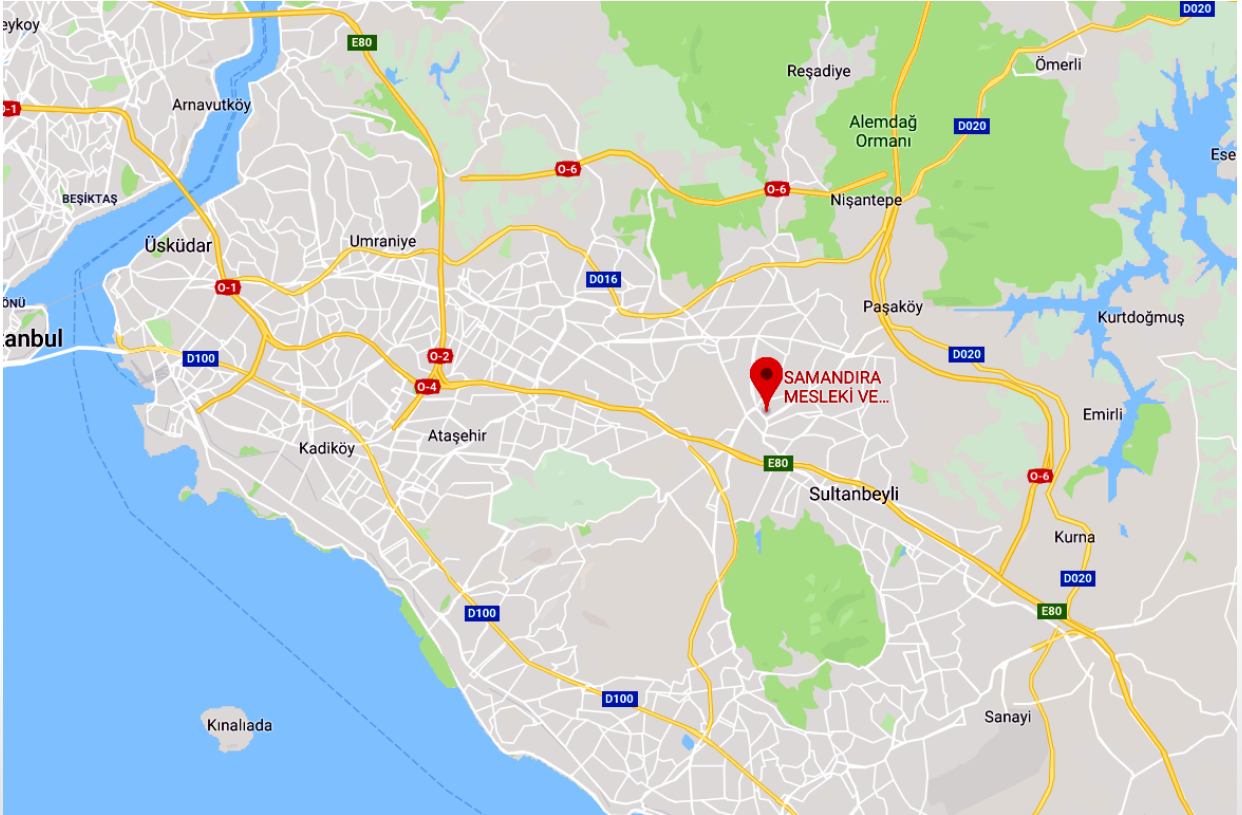 D020
eykoy
E80
Ömerli
Reşadiye
Arnavutköy
O-1
Alemdağ
Ormanı
D020
Ese
O-6
O-6
BEŞİKTAŞ
Nişantepe
Üsküdar
Umraniye
D016
O-1
ÖNÜ
Paşaköy
Kurtdoğmuş
anbul
D100
O-2
D020
SAMANDIRA
MESLEKİ VE...
O-4
Emirli
Kadiköy
Ataşehir
E80
O-6
Sultanbeyli
Kurna
D020
D100
E80
D100
Sanayi
Kınalıada